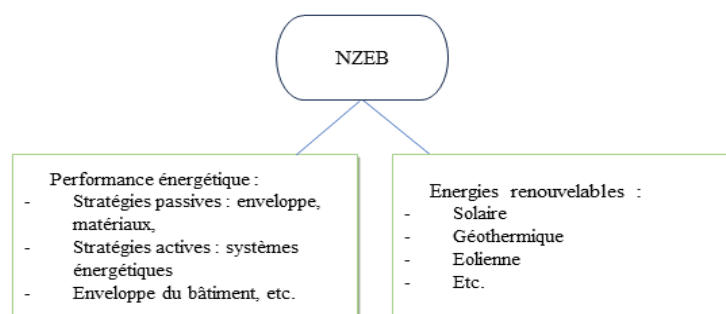 NZEB
Performance énergétique :
- Stratégies passives : enveloppe,
matériaux,
- Stratégies actives : systèmes
énergétiques
- Enveloppe du bâtiment, etc.
Energies renouvelables :
- Solaire
- Géothermique
- Eolienne
- Etc.